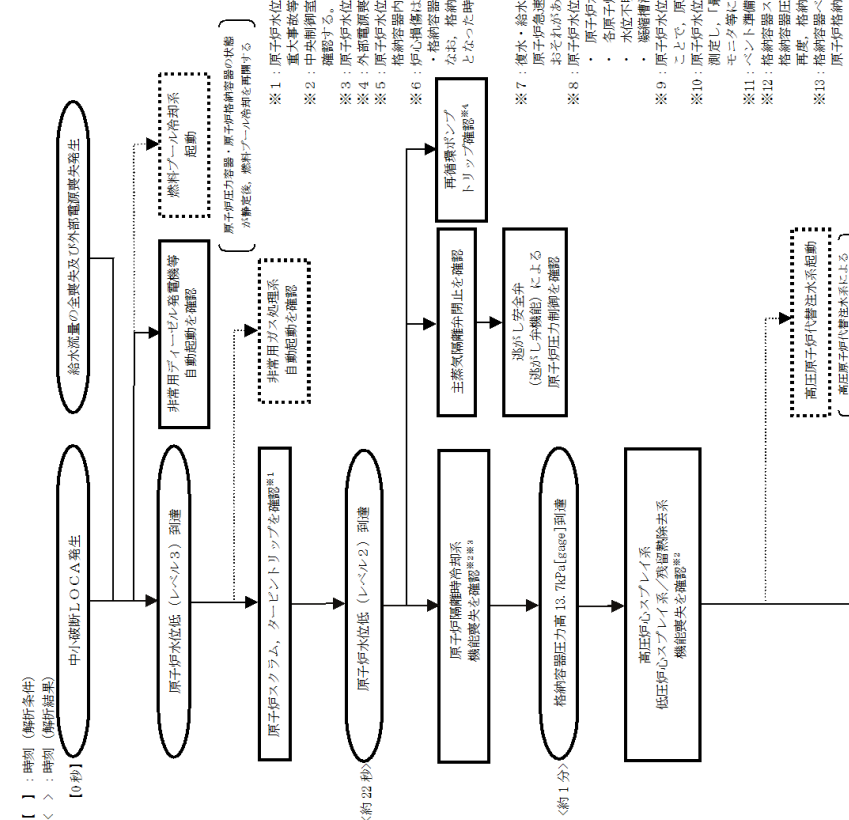 【 】：時刻（解析条件）
＜ ＞：時刻（解析結果）
【0秒】
中小破断ＬＯＣＡ発生
給水流量の全喪失及び外部電源喪失発生
原子炉水位低（レベル３）到達
非常用ディーゼル発電機等
自動起動を確認
燃料プール冷却系
起動
原子炉圧力容器・原子炉格納容器の状態
が静定後，燃料プール冷却を再開する
非常用ガス処理系
自動起動を確認
原子炉スクラム，タービントリップを確認※１
＜約22秒＞
原子炉水位低（レベル２）到達
原子炉隔離時冷却系
機能喪失を確認※２※３
主蒸気隔離弁閉止を確認
再循環ポンプ
トリップ確認※４
逃がし安全弁
（逃がし弁機能）による
原子炉圧力制御を確認
＜約1分＞
格納容器圧力高 13.7kPa[gage]到達
高圧炉心スプレイ系
低圧炉心スプレイ系／残留熱除去系
機能喪失を確認※２
高圧原子炉代替注水系起動
高圧原子炉代替注水系による
※１：原子炉水位
重大事故等
※２：中央制御室
確認する。
※３：原子炉水位
※４：外部電源喪
※５：原子炉水位
格納容器内
※６：炉心損傷は
・格納容器
なお，格納
となった時
※７：復水・給水
原子炉急速
おそれがあ
※８：原子炉水位
・原子炉
・各原子炉
・水位不
・凝縮槽
※９：原子炉水位
ことで，原
※10：原子炉水位
測定し，「
モニタ等に
※11：ベント準備
※12：格納容器ス
格納容器圧
再度，格納
※13：格納容器ベ
原子炉格納